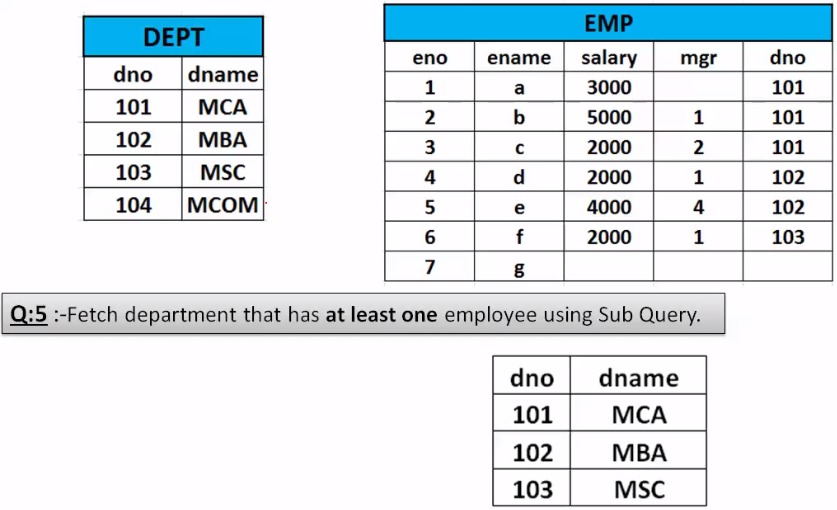 DEPT
dno dname
101 MCA
102 MBA
103 MSC
104 MCOM
EMP
eno ename salary mgr dno
1 a 3000 101
2 b 5000 1 101
3 c 2000 2 101
4 d 2000 1 102
5 e 4000 4 102
6 f 2000 1 103
7 g
Q:5 :-Fetch department that has at least one employee using Sub Query.
dno dname
101 MCA
102 MBA
103 MSC